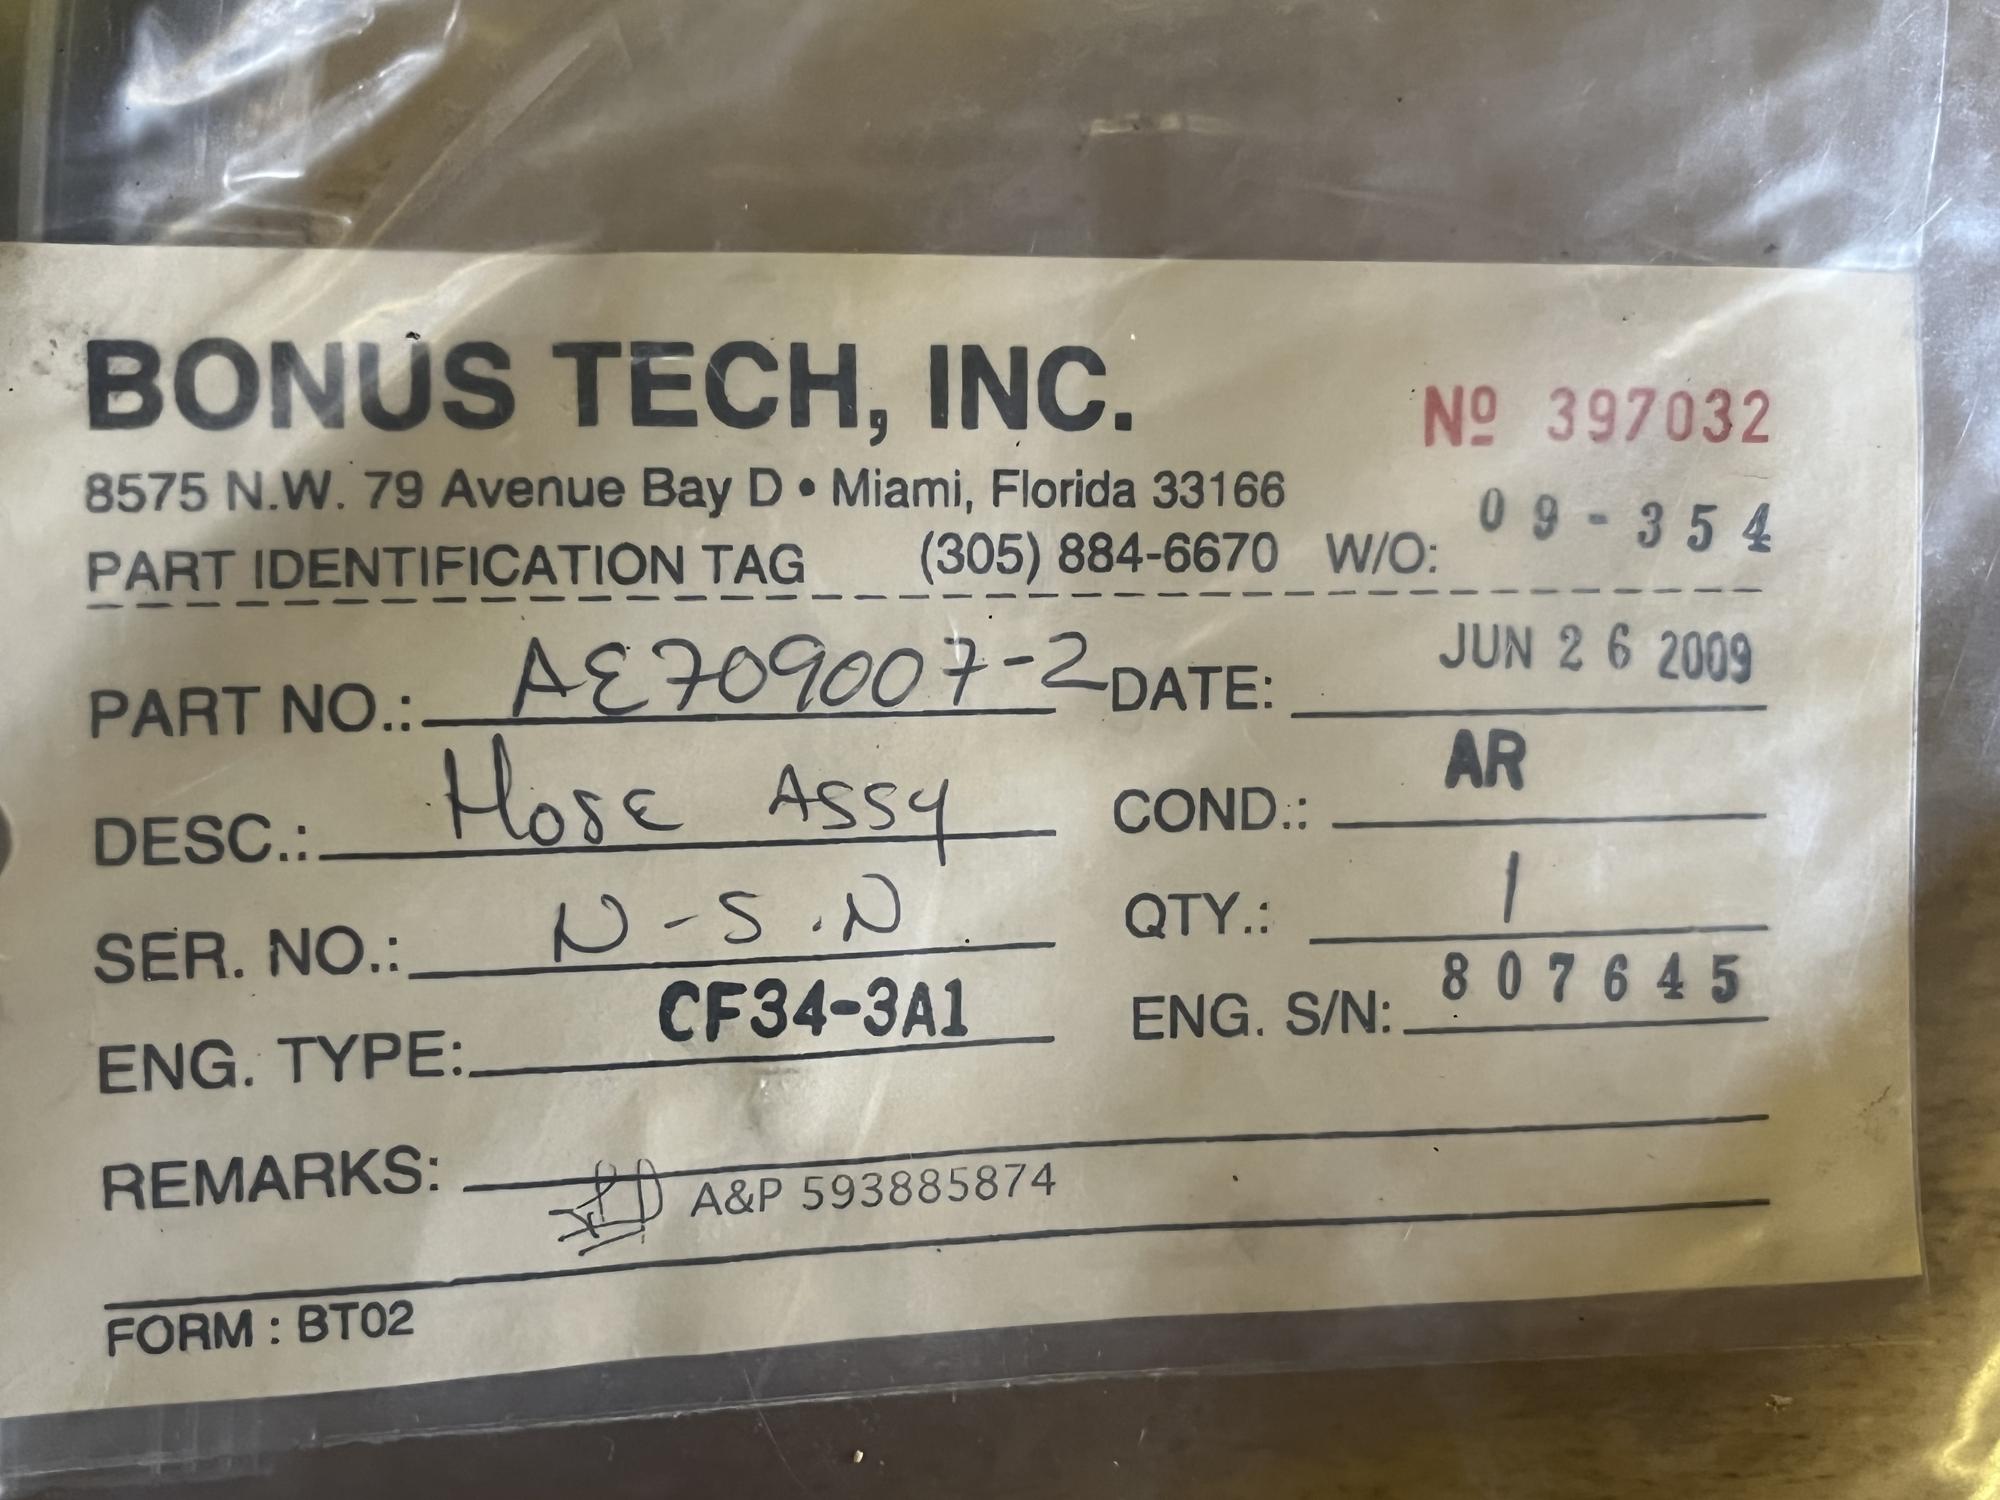 BONUS TECH, INC.
Nº 397032
8575 N.W. 79 Avenue Bay D • Miami, Florida 33166
PART IDENTIFICATION TAG (305) 884-6670 W/O: 09-354
PART NO.: AE709007-2 DATE: JUN 26 2009
DESC.: Hose Assy COND.: AR
SER. NO.: N-S.N QTY.: 1
ENG. TYPE: CF34-3A1 ENG. S/N: 807645
REMARKS: A&P 593885874
FORM : BT02